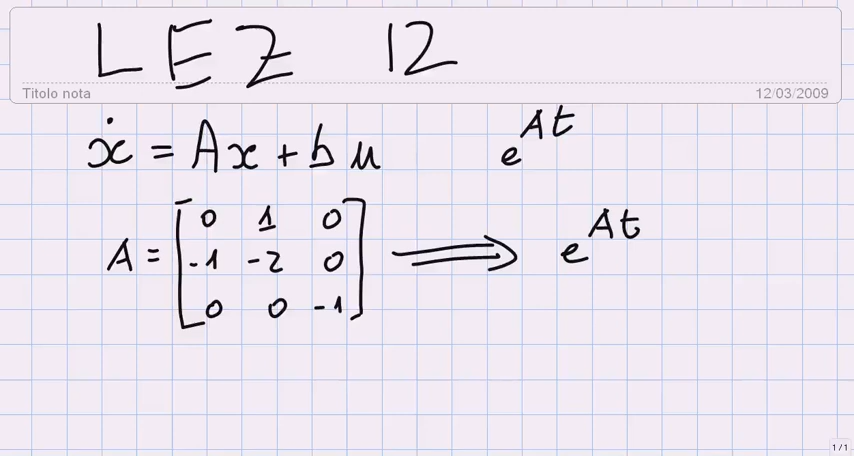 LEZ 12
Titolo nota 12/03/2009
ẋ = Ax + bu e^{At}
A = [0 1 0; -1 -2 0; 0 0 -1] ⟹ e^{At}
1/1